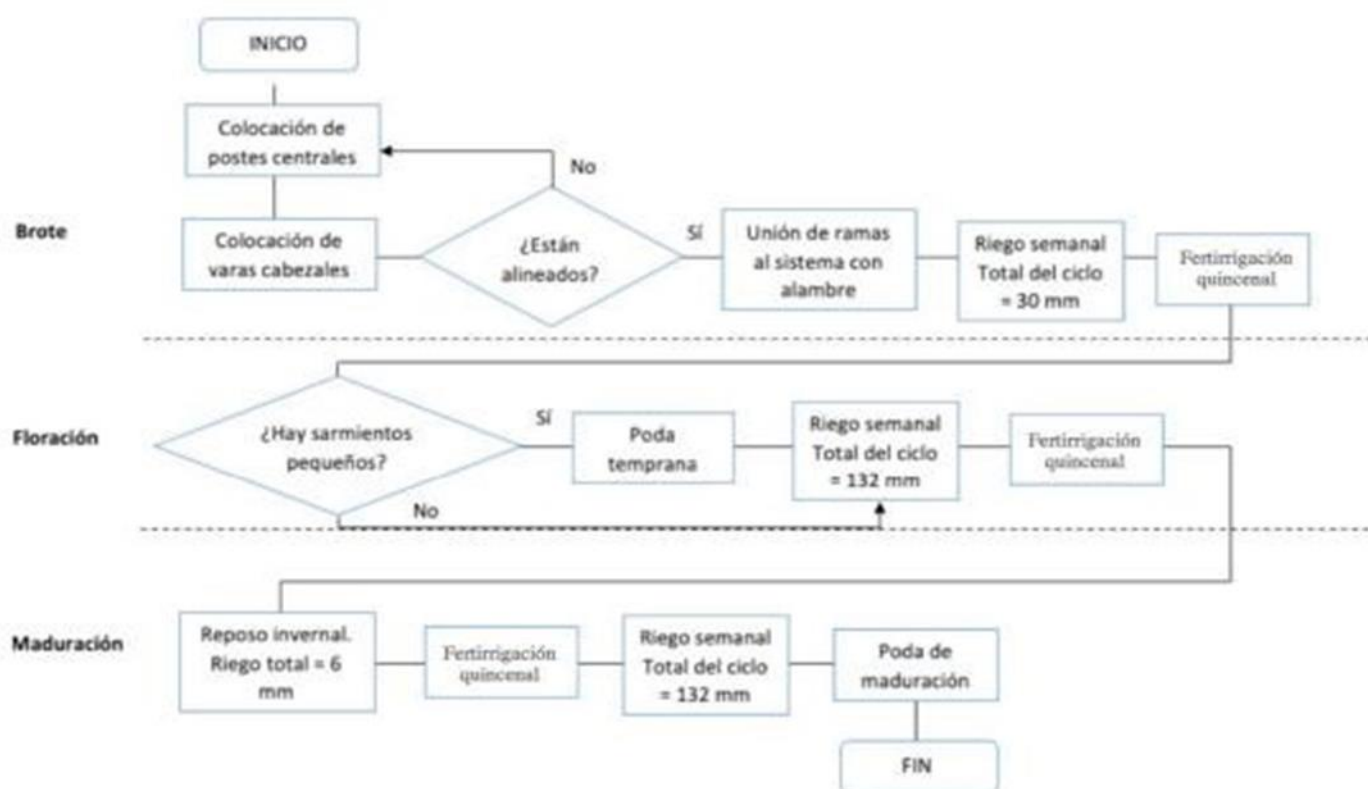 INICIO
Colocación de
postes centrales
No
Brote
Colocación de
varas cabezales
¿Están
alineados?
Sí
Unión de ramas
al sistema con
alambre
Riego semanal
Total del ciclo
= 30 mm
Fertirrigación
quincenal
Floración
¿Hay sarmientos
pequeños?
Sí
No
Poda
temprana
Riego semanal
Total del ciclo
= 132 mm
Fertirrigación
quincenal
Maduración
Reposo invernal.
Riego total = 6
mm
Fertirrigación
quincenal
Riego semanal
Total del ciclo
= 132 mm
Poda de
maduración
FIN